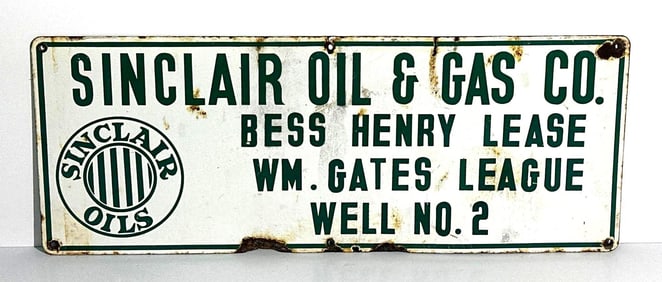 SINCLAIR OIL & GAS CO.
SINCLAIR
OILS
BESS HENRY LEASE
WM. GATES LEAGUE
WELL NO. 2